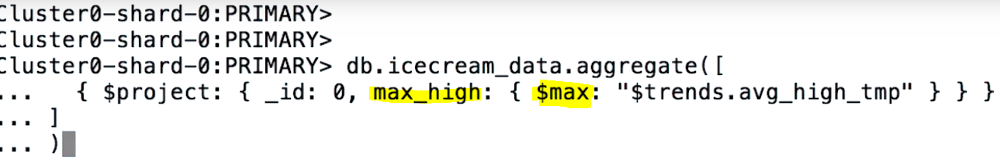 Cluster0-shard-0:PRIMARY>
Cluster0-shard-0:PRIMARY>
Cluster0-shard-0:PRIMARY> db.icecream_data.aggregate([
...    { $project: { _id: 0, max_high: { $max: "$trends.avg_high_tmp" } } }
... ]
... )